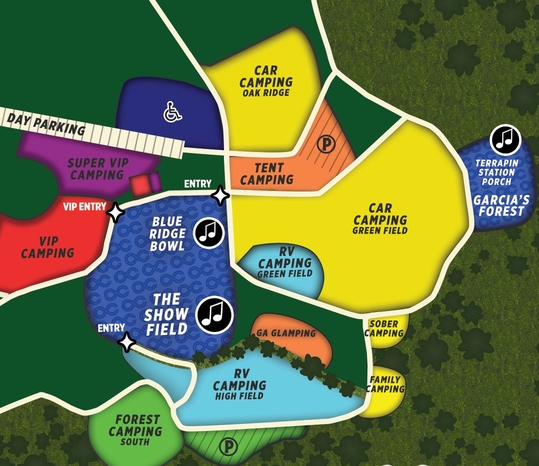 CAR
CAMPING
OAK RIDGE
DAY PARKING
P
TERRAPIN
STATION
PORCH
GARCIA'S
FOREST
SUPER VIP
CAMPING
TENT
CAMPING
ENTRY
VIP ENTRY
CAR
CAMPING
GREEN FIELD
BLUE
RIDGE
BOWL
VIP
CAMPING
RV
CAMPING
GREEN FIELD
THE
SHOW
FIELD
ENTRY
GA GLAMPING
SOBER
CAMPING
RV
CAMPING
HIGH FIELD
FAMILY
CAMPING
FOREST
CAMPING
SOUTH
P